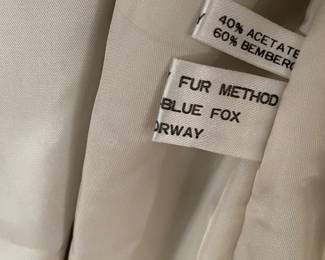 40% ACETATE
60% BEMBERG
FUR METHOD
BLUE FOX
ORWAY